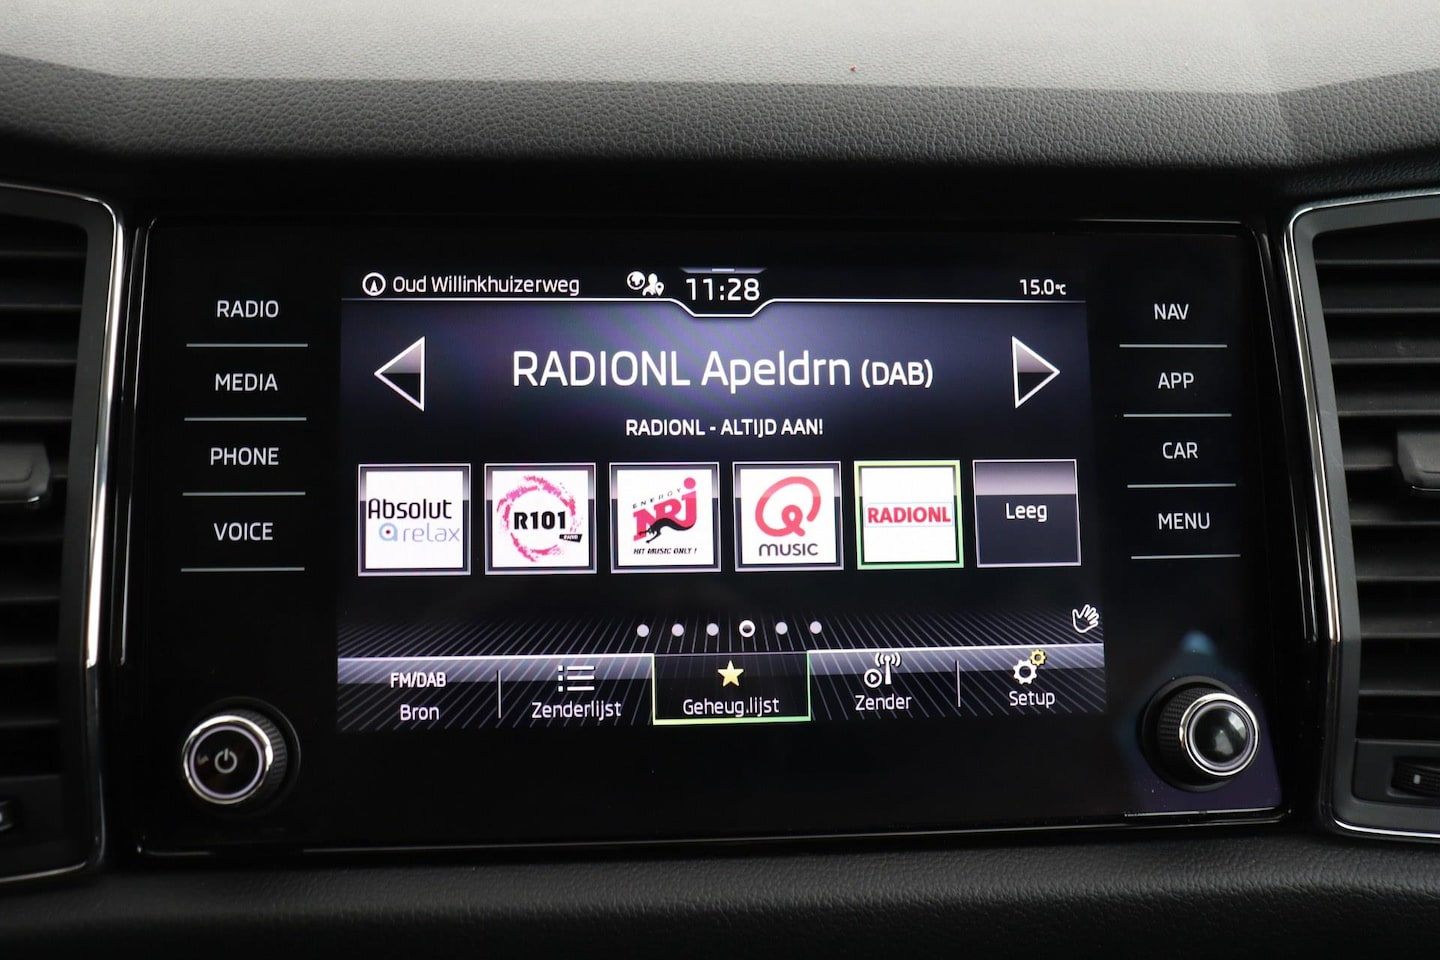 RADIO
MEDIA
PHONE
VOICE
Oud Willinkhuizerweg
11:28
15.0°C
RADIONL Apeldrn (DAB)
RADIONL - ALTIJD AAN!
Absolut
relax
R101
ENERGY
NRJ
HIT MUSIC ONLY !
Q
MUSIC
RADIONL
Leeg
FM/DAB
Bron
Zenderlijst
Geheug.lijst
Zender
Setup
NAV
APP
CAR
MENU